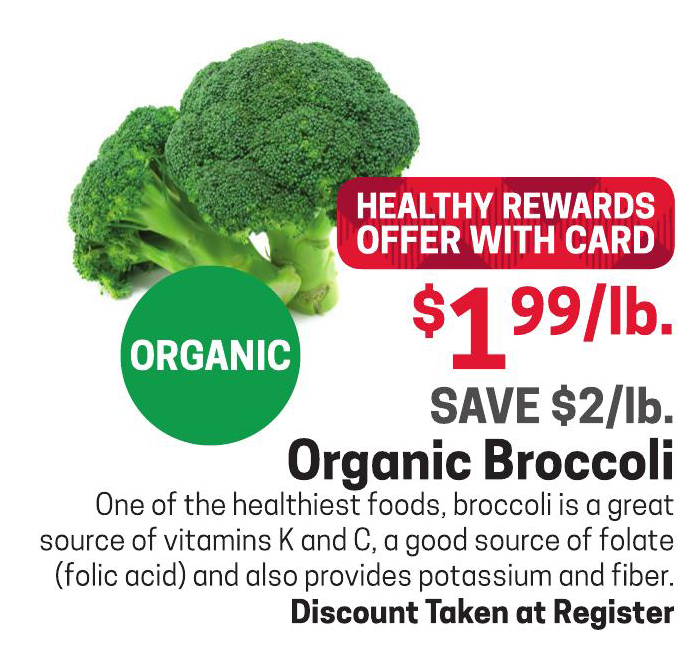 HEALTHY REWARDS
OFFER WITH CARD
$1 99/lb.
ORGANIC
SAVE $2/lb.
Organic Broccoli
One of the healthiest foods, broccoli is a great
source of vitamins K and C, a good source of folate
(folic acid) and also provides potassium and fiber.
Discount Taken at Register